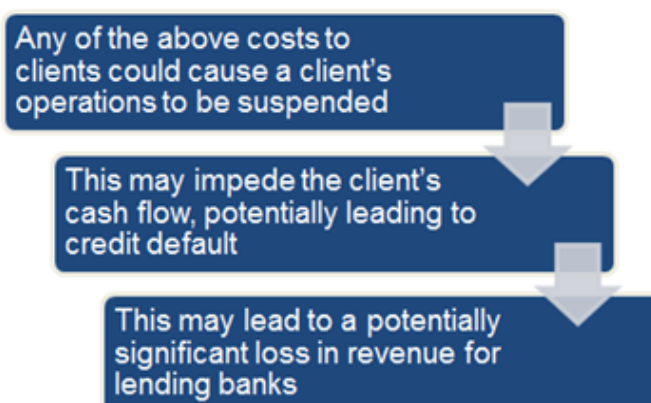 Any of the above costs to
clients could cause a client's
operations to be suspended
This may impede the client's
cash flow, potentially leading to
credit default
This may lead to a potentially
significant loss in revenue for
lending banks